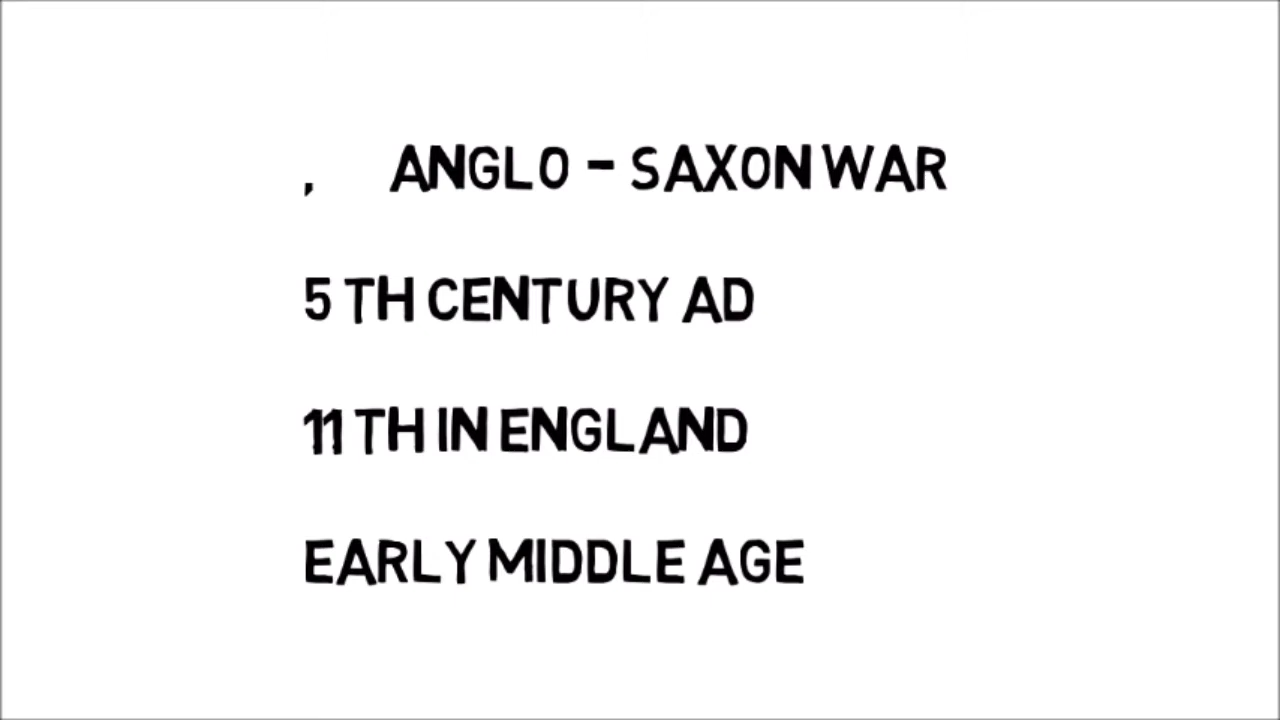 , ANGLO - SAXON WAR
5 TH CENTURY AD
11 TH IN ENGLAND
EARLY MIDDLE AGE